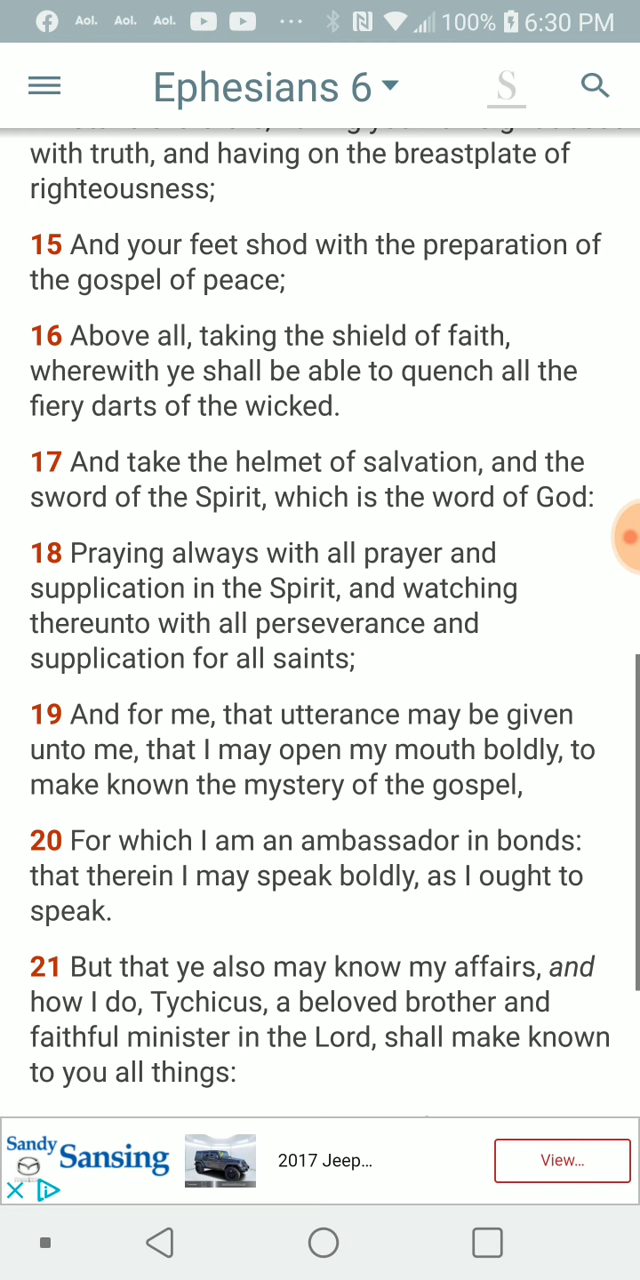 Aol. Aol. Aol. ... 100% 6:30 PM
Ephesians 6 S
with truth, and having on the breastplate of
righteousness;
15 And your feet shod with the preparation of
the gospel of peace;
16 Above all, taking the shield of faith,
wherewith ye shall be able to quench all the
fiery darts of the wicked.
17 And take the helmet of salvation, and the
sword of the Spirit, which is the word of God:
18 Praying always with all prayer and
supplication in the Spirit, and watching
thereunto with all perseverance and
supplication for all saints;
19 And for me, that utterance may be given
unto me, that I may open my mouth boldly, to
make known the mystery of the gospel,
20 For which I am an ambassador in bonds:
that therein I may speak boldly, as I ought to
speak.
21 But that ye also may know my affairs, and
how I do, Tychicus, a beloved brother and
faithful minister in the Lord, shall make known
to you all things:
Sandy Sansing
2017 Jeep...
View...